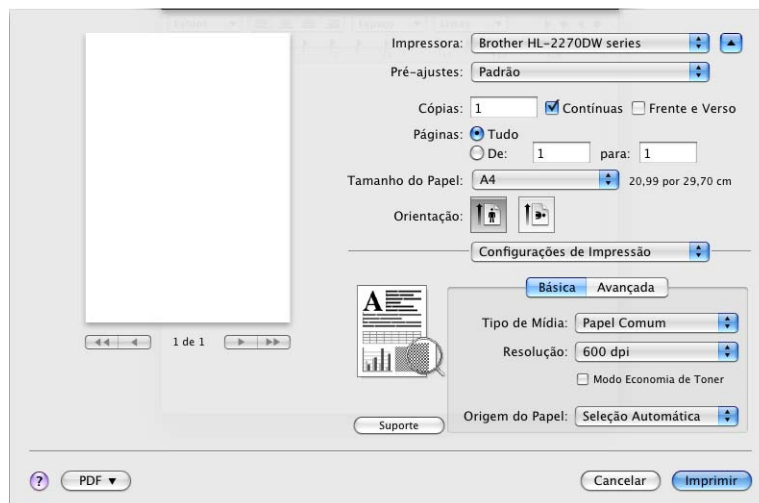 Impressora: Brother HL-2270DW series
Pré-ajustes: Padrão
Cópias: 1 Contínuas Frente e Verso
Páginas: Tudo
De: 1 para: 1
Tamanho do Papel: A4 20,99 por 29,70 cm
Orientação:
Configurações de Impressão
Básica Avançada
A
Tipo de Mídia: Papel Comum
1 de 1
Resolução: 600 dpi
Modo Economia de Toner
Origem do Papel: Seleção Automática
Suporte
? PDF Cancelar Imprimir